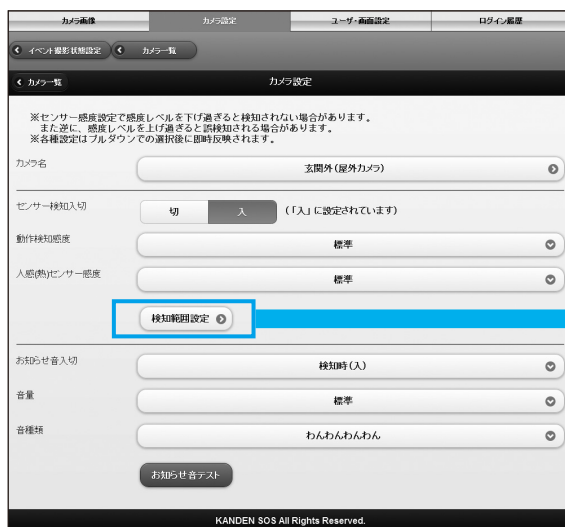 カメラ画像 カメラ設定 ユーザ・画面設定 ログイン履歴
イベント撮影状態設定 カメラ一覧
カメラ一覧 カメラ設定
※センサー感度設定で感度レベルを下げ過ぎると検知されない場合があります。
また逆に、感度レベルを上げ過ぎると誤検知される場合があります。
※各種設定はプルダウンでの選択後に即時反映されます。
カメラ名 玄関外(屋外カメラ)
センサー検知入切 切 入 (「入」に設定されています)
動作検知感度 標準
人感(熱)センサー感度 標準
検知範囲設定
お知らせ音入切 検知時(入)
音量 標準
音種類 わんわんわんわん
お知らせ音テスト
KANDEN SOS All Rights Reserved.